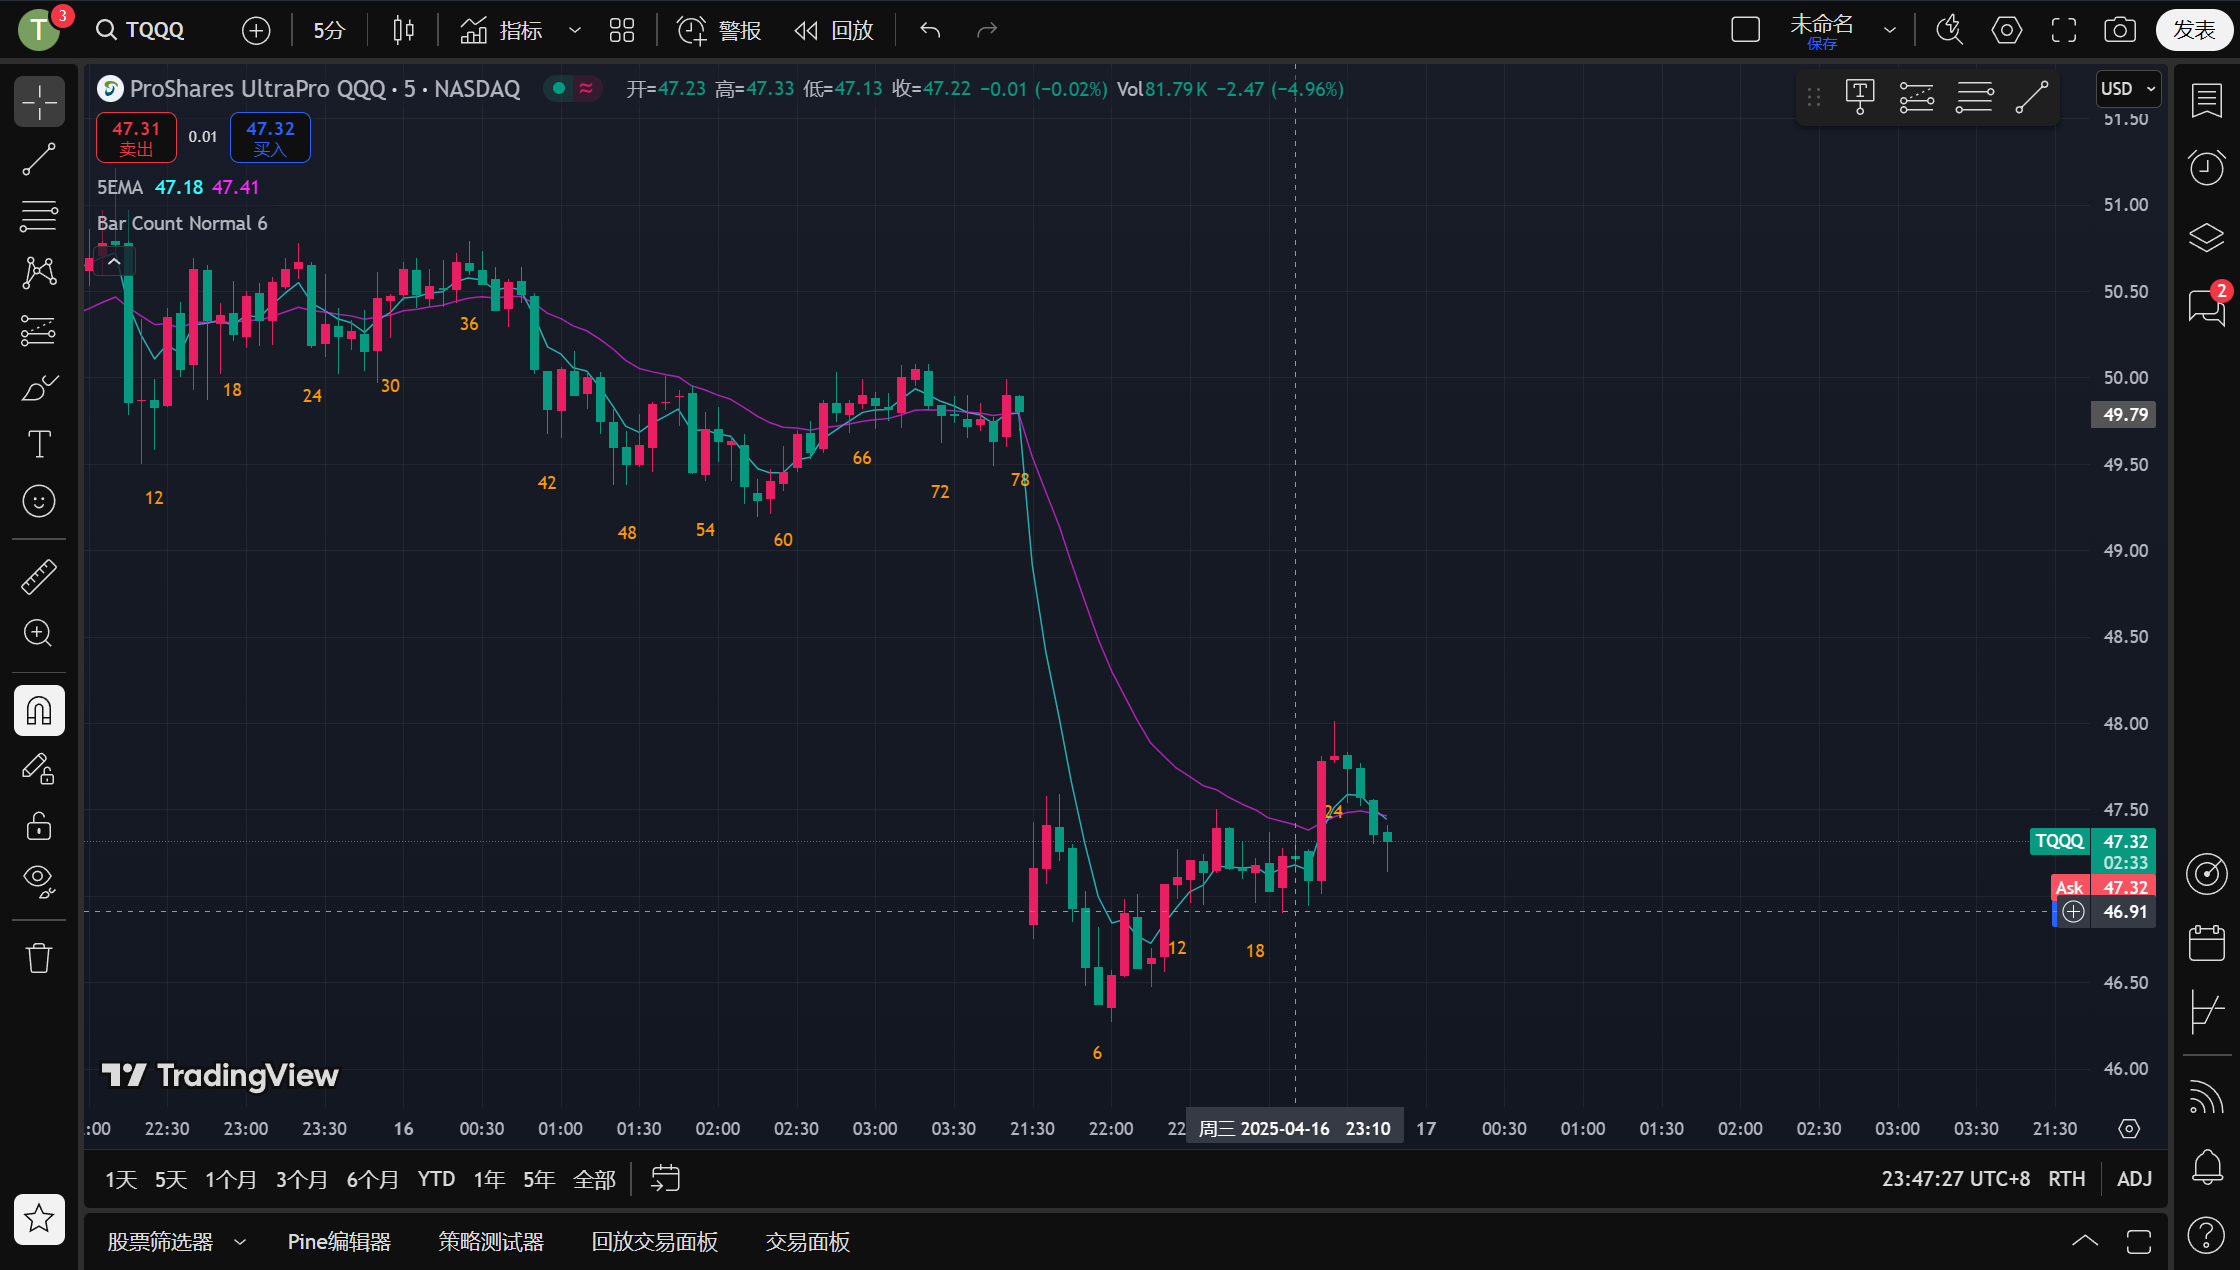 T 3 TQQQ 5分 指标 警报 回放 未命名 保存 发表
ProShares UltraPro QQQ · 5 · NASDAQ 开=47.23 高=47.33 低=47.13 收=47.22 −0.01 (−0.02%) Vol81.79K −2.47 (−4.96%)
USD
47.31 卖出 0.01 47.32 买入
5EMA 47.18 47.41
Bar Count Normal 6
51.50
51.00
50.50
50.00
49.79
49.50
49.00
48.50
48.00
47.50
TQQQ 47.32
02:33
Ask 47.32
46.91
46.50
46.00
2
12
18
24
30
36
42
48
54
60
66
72
78
6
12
18
24
TradingView
:00 22:30 23:00 23:30 16 00:30 01:00 01:30 02:00 02:30 03:00 03:30 21:30 22:00 22 周三 2025-04-16 23:10 17 00:30 01:00 01:30 02:00 02:30 03:00 03:30 21:30
1天 5天 1个月 3个月 6个月 YTD 1年 5年 全部 23:47:27 UTC+8 RTH ADJ
股票筛选器 Pine编辑器 策略测试器 回放交易面板 交易面板